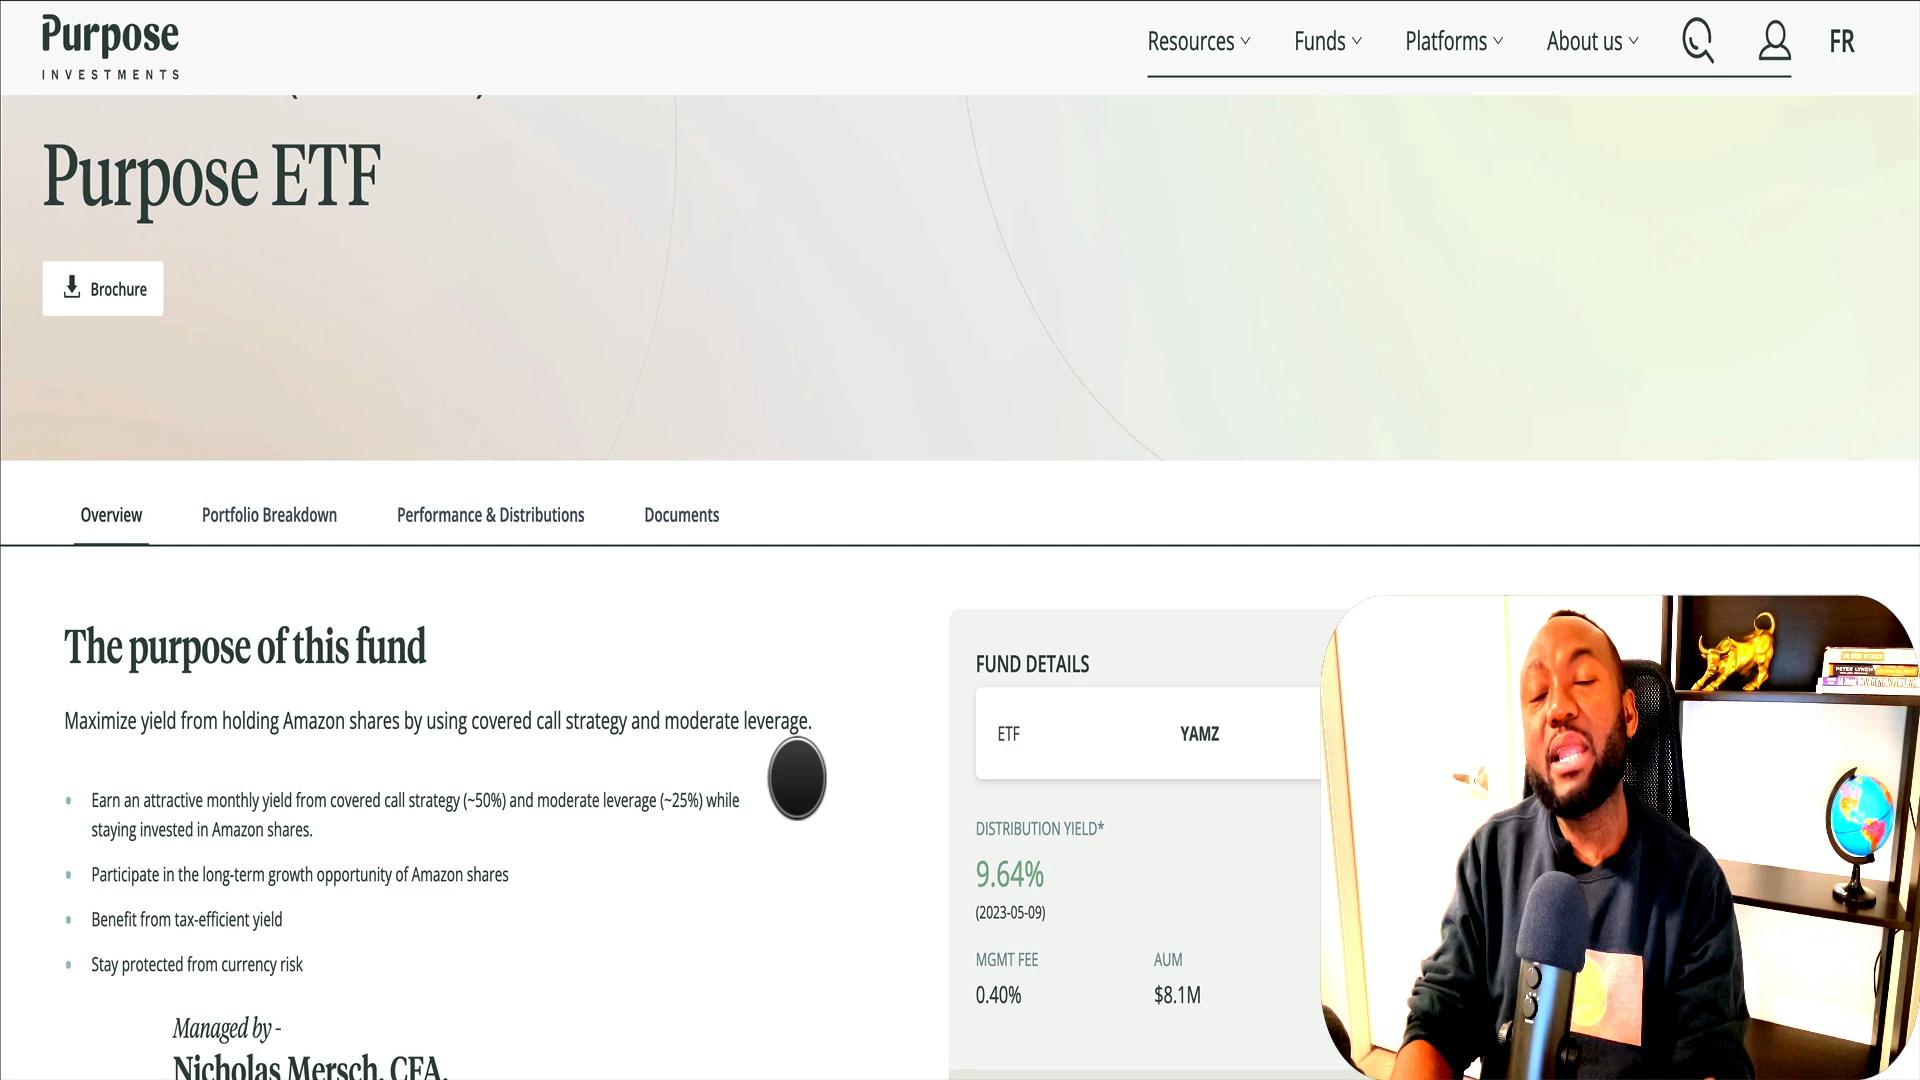 Purpose
INVESTMENTS
Resources
Funds
Platforms
About us
FR
Purpose ETF
Brochure
Overview
Portfolio Breakdown
Performance & Distributions
Documents
The purpose of this fund
Maximize yield from holding Amazon shares by using covered call strategy and moderate leverage.
• Earn an attractive monthly yield from covered call strategy (~50%) and moderate leverage (~25%) while
staying invested in Amazon shares.
• Participate in the long-term growth opportunity of Amazon shares
• Benefit from tax-efficient yield
• Stay protected from currency risk
Managed by -
Nicholas Mersch, CFA,
FUND DETAILS
ETF YAMZ
DISTRIBUTION YIELD*
9.64%
(2023-05-09)
MGMT FEE AUM
0.40% $8.1M
PETER LYNCH